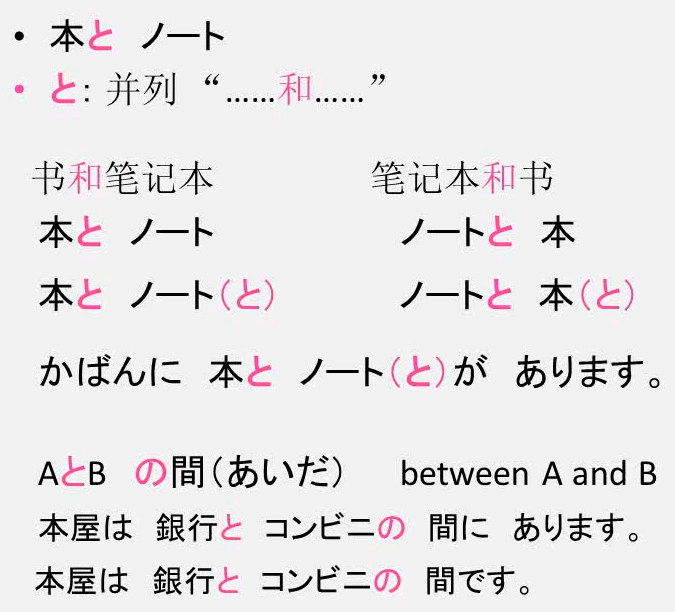 • 本と ノート
• と: 并列 “……和……”
书和笔记本 笔记本和书
本と ノート ノートと 本
本と ノート(と) ノートと 本(と)
かばんに 本と ノート(と)が あります。
AとB の間(あいだ) between A and B
本屋は 銀行と コンビニの 間に あります。
本屋は 銀行と コンビニの 間です。